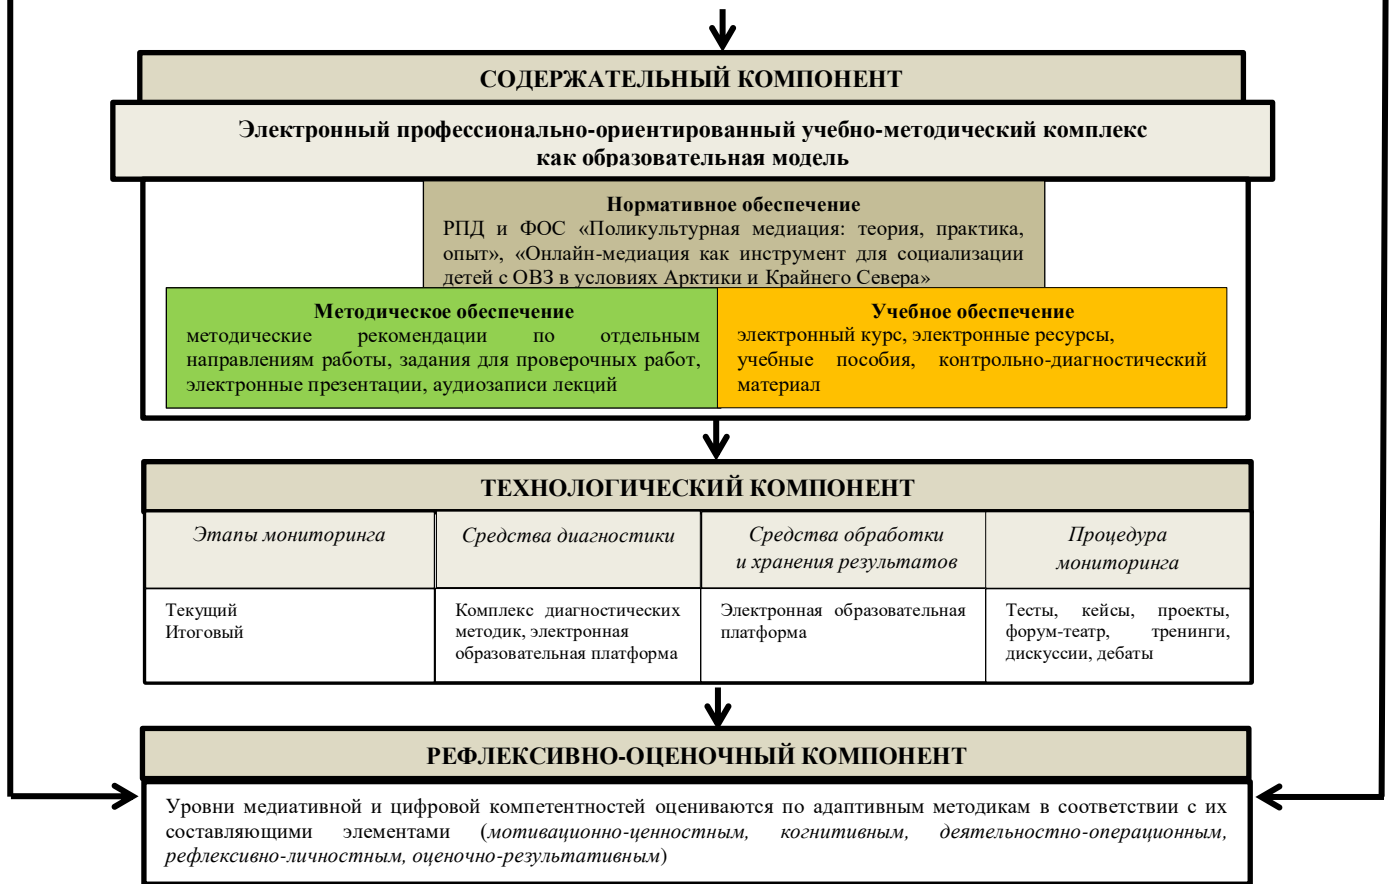 СОДЕРЖАТЕЛЬНЫЙ КОМПОНЕНТ
Электронный профессионально-ориентированный учебно-методический комплекс
как образовательная модель
Нормативное обеспечение
РПД и ФОС «Поликультурная медиация: теория, практика,
опыт», «Онлайн-медиация как инструмент для социализации
детей с ОВЗ в условиях Арктики и Крайнего Севера»
Методическое обеспечение
методические рекомендации по отдельным
направлениям работы, задания для проверочных работ,
электронные презентации, аудиозаписи лекций
Учебное обеспечение
электронный курс, электронные ресурсы,
учебные пособия, контрольно-диагностический
материал
ТЕХНОЛОГИЧЕСКИЙ КОМПОНЕНТ
Этапы мониторинга
Средства диагностики
Средства обработки
и хранения результатов
Процедура
мониторинга
Текущий
Итоговый
Комплекс диагностических
методик, электронная
образовательная платформа
Электронная образовательная
платформа
Тесты, кейсы, проекты,
форум-театр, тренинги,
дискуссии, дебаты
РЕФЛЕКСИВНО-ОЦЕНОЧНЫЙ КОМПОНЕНТ
Уровни медиативной и цифровой компетентностей оцениваются по адаптивным методикам в соответствии с их
составляющими элементами (мотивационно-ценностным, когнитивным, деятельностно-операционным,
рефлексивно-личностным, оценочно-результативным)